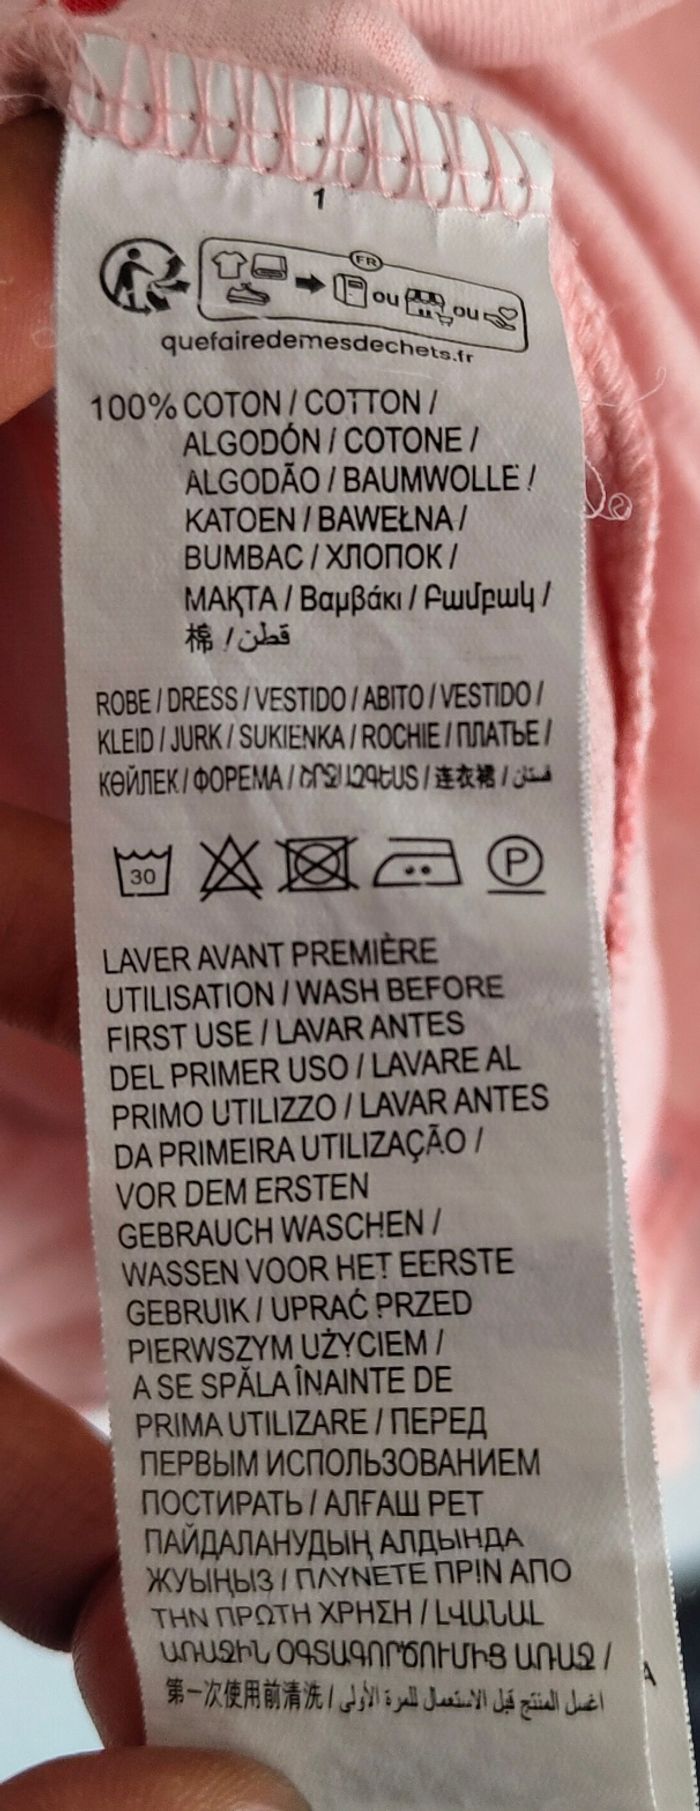 1
FR
ou ou
quefairedemesdechets.fr
100% COTON / COTTON /
ALGODÓN / COTONE /
ALGODÃO / BAUMWOLLE /
KATOEN / BAWEŁNA /
BUMBAC / ХЛОПОК /
МАҚТА / Βαμβάκι / Բամբակ /
棉 / قطن
ROBE / DRESS / VESTIDO / ABITO / VESTIDO /
KLEID / JURK / SUKIENKA / ROCHIE / ПЛАТЬЕ /
КӨЙЛЕК / ΦΟΡΕΜΑ / ՇՐՋԱԶԳԵՍՏ / 连衣裙 / فستان
30
P
LAVER AVANT PREMIÈRE
UTILISATION / WASH BEFORE
FIRST USE / LAVAR ANTES
DEL PRIMER USO / LAVARE AL
PRIMO UTILIZZO / LAVAR ANTES
DA PRIMEIRA UTILIZAÇÃO /
VOR DEM ERSTEN
GEBRAUCH WASCHEN /
WASSEN VOOR HET EERSTE
GEBRUIK / UPRAĆ PRZED
PIERWSZYM UŻYCIEM /
A SE SPĂLA ÎNAINTE DE
PRIMA UTILIZARE / ПЕРЕД
ПЕРВЫМ ИСПОЛЬЗОВАНИЕМ
ПОСТИРАТЬ / АЛҒАШ РЕТ
ПАЙДАЛАНУДЫҢ АЛДЫНДА
ЖУЫҢЫЗ / ΠΛΥΝΕΤΕ ΠΡΙΝ ΑΠΟ
ΤΗΝ ΠΡΩΤΗ ΧΡΗΣΗ / ԼՎԱՆԱԼ
ԱՌԱՋԻՆ ՕԳՏԱԳՈՐԾՈՒՄԻՑ ԱՌԱՋ /
第一次使用前清洗 / اغسل المنتج قبل الاستعمال للمرة الأولى
A